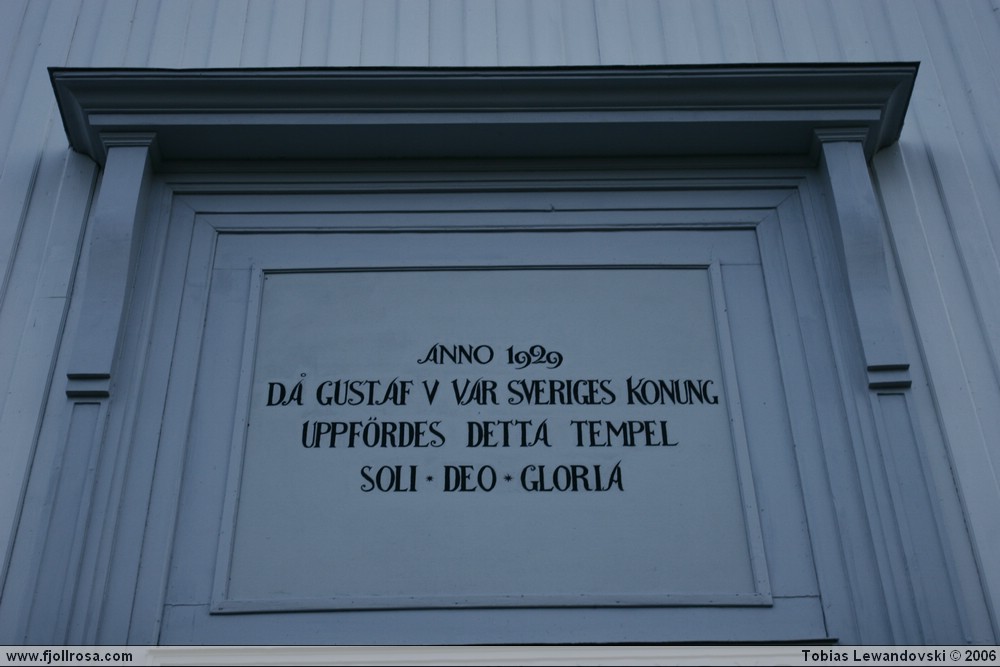 ANNO 1929
DÅ GUSTAF V VAR SVERIGES KONUNG
UPPFÖRDES DETTA TEMPEL
SOLI · DEO · GLORIA
www.fjollrosa.com
Tobias Lewandovski © 2006